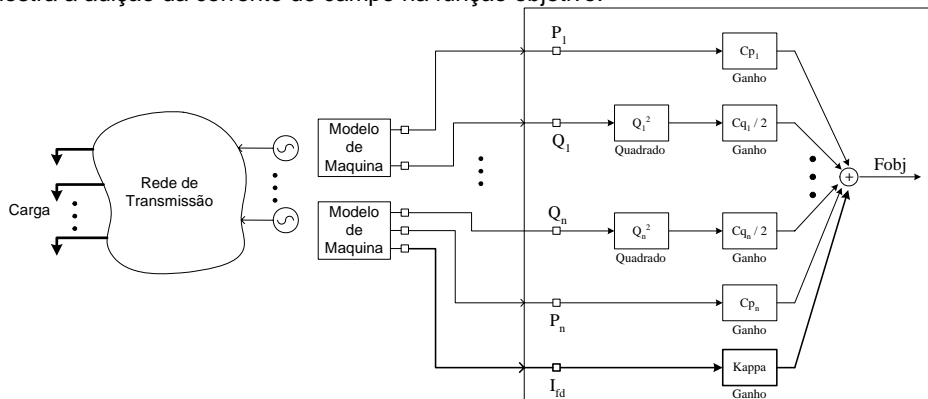 mostra a adição da corrente de campo na função objetivo.
P₁
Cp₁
Ganho
Modelo
de
Maquina
Q₁
Q₁²
Quadrado
Cq₁ / 2
Ganho
Carga
Rede de
Transmissão
Fobj
+
Modelo
de
Maquina
Qₙ
Qₙ²
Quadrado
Cqₙ / 2
Ganho
Pₙ
Cpₙ
Ganho
I_fd
Kappa
Ganho